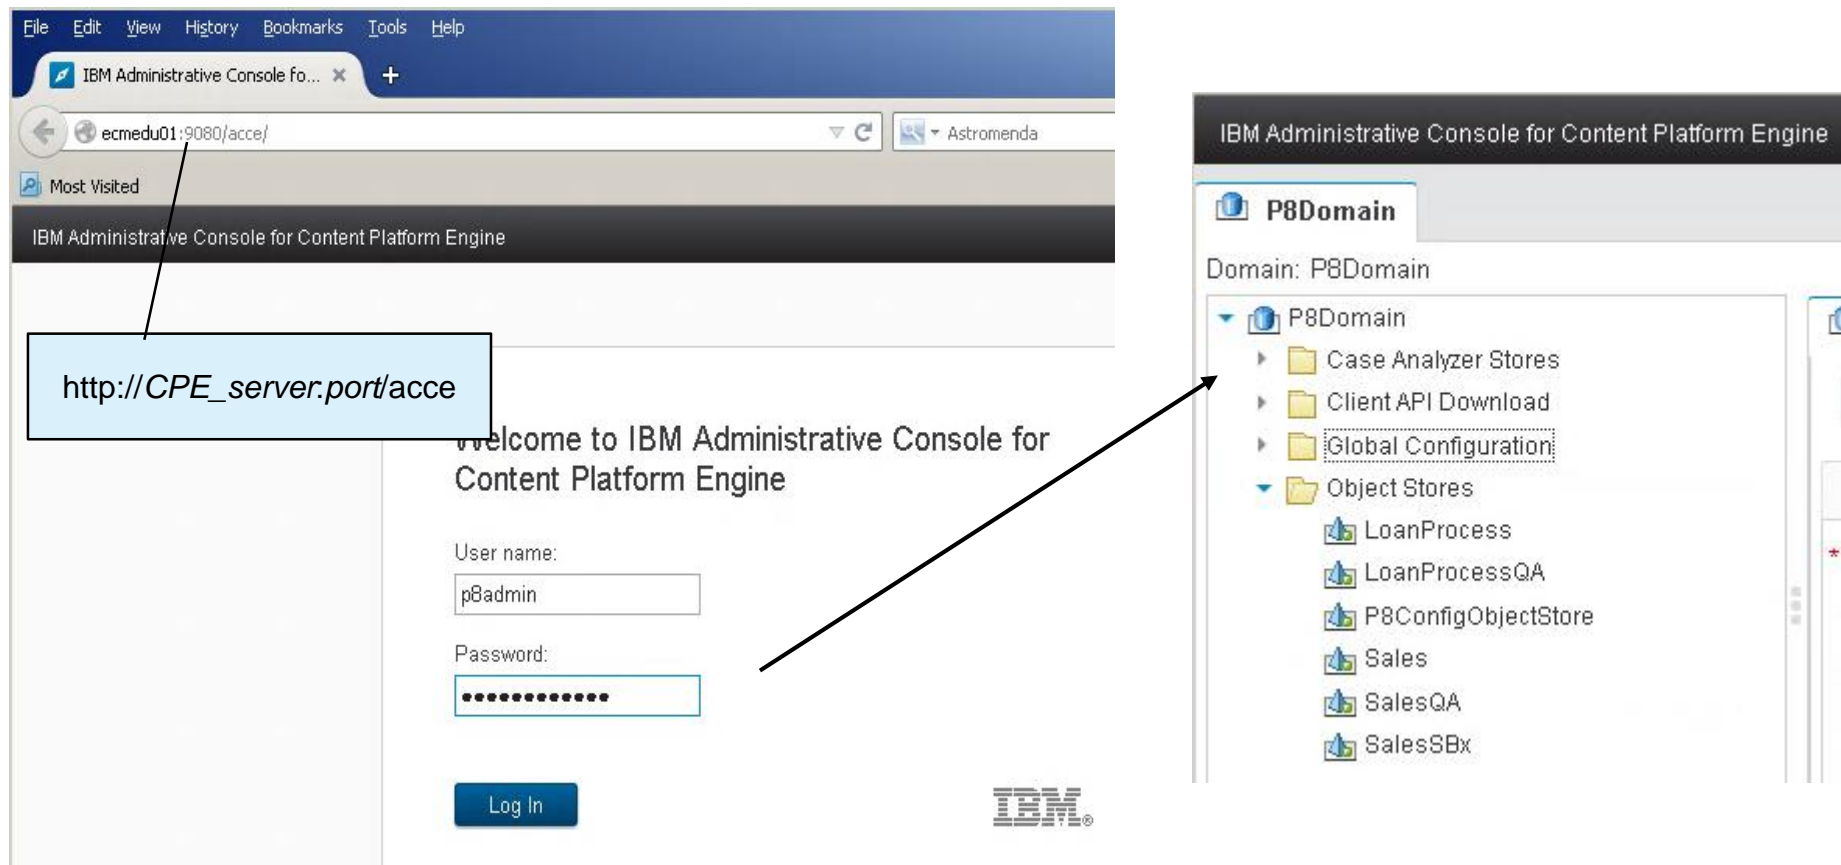 File Edit View History Bookmarks Tools Help
IBM Administrative Console fo... ×
+
ecmedu01:9080/acce/
Astromenda
Most Visited
IBM Administrative Console for Content Platform Engine
http://CPE_server:port/acce
Welcome to IBM Administrative Console for
Content Platform Engine
User name:
p8admin
Password:
••••••••••••
Log In
IBM®
IBM Administrative Console for Content Platform Engine
P8Domain
Domain: P8Domain
P8Domain
Case Analyzer Stores
Client API Download
Global Configuration
Object Stores
LoanProcess
LoanProcessQA
P8ConfigObjectStore
Sales
SalesQA
SalesSBx
*